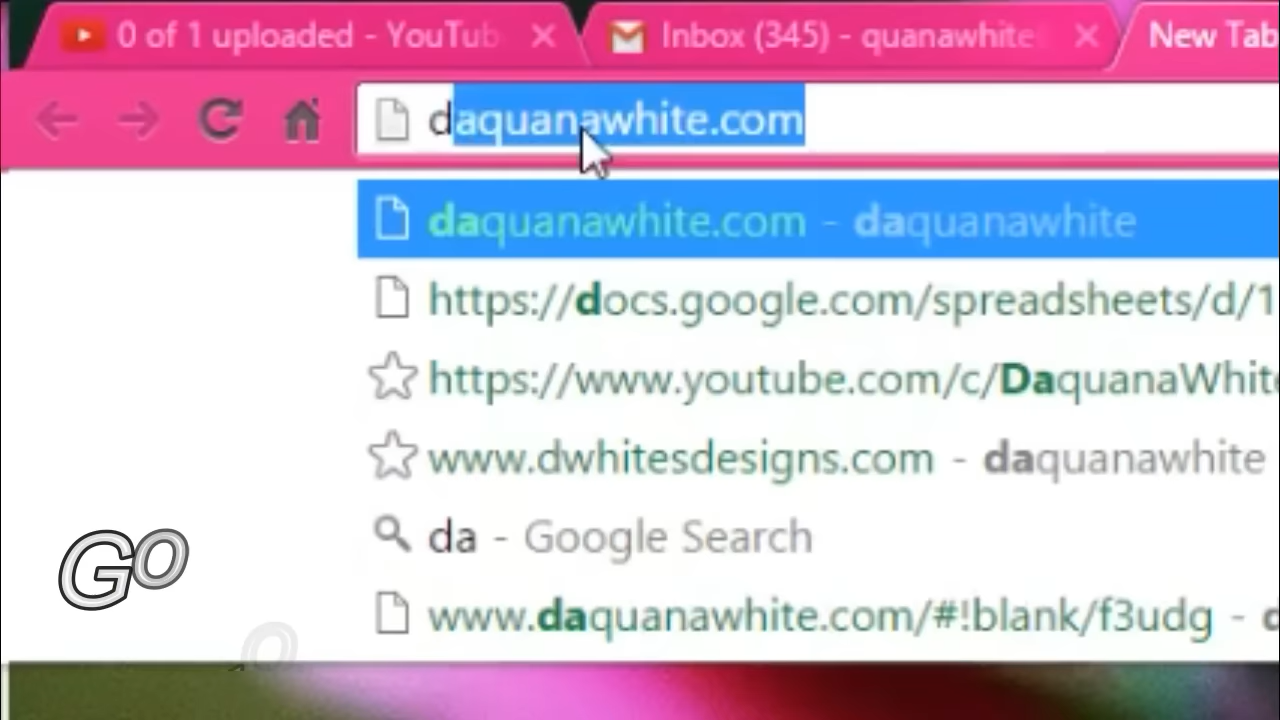 0 of 1 uploaded - YouTub
Inbox (345) - quanawhite
New Tab
daquanawhite.com
daquanawhite.com - daquanawhite
https://docs.google.com/spreadsheets/d/1
https://www.youtube.com/c/DaquanaWhite
www.dwhitesdesigns.com - daquanawhite
da - Google Search
www.daquanawhite.com/#!blank/f3udg - d
Go
o